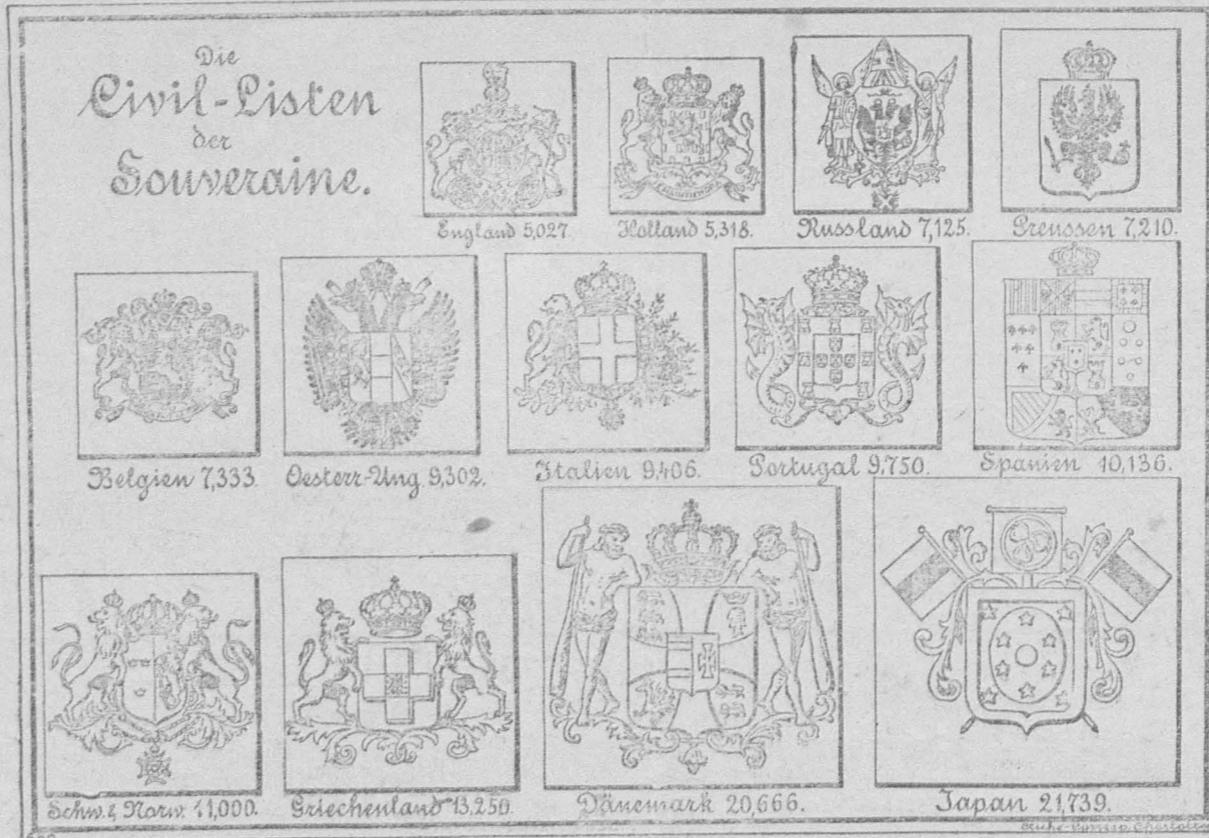 Die
Civil-Listen
der
Souveraine.
England 5,027.
Holland 5,318.
Russland 7,125.
Preussen 7,210.
Belgien 7,333.
Oesterr-Ung. 9,302.
Italien 9,406.
Portugal 9,750.
Spanien 10,136.
Schw. & Norw. 11,000.
Griechenland 13,250.
Dänemark 20,666.
Japan 21,739.